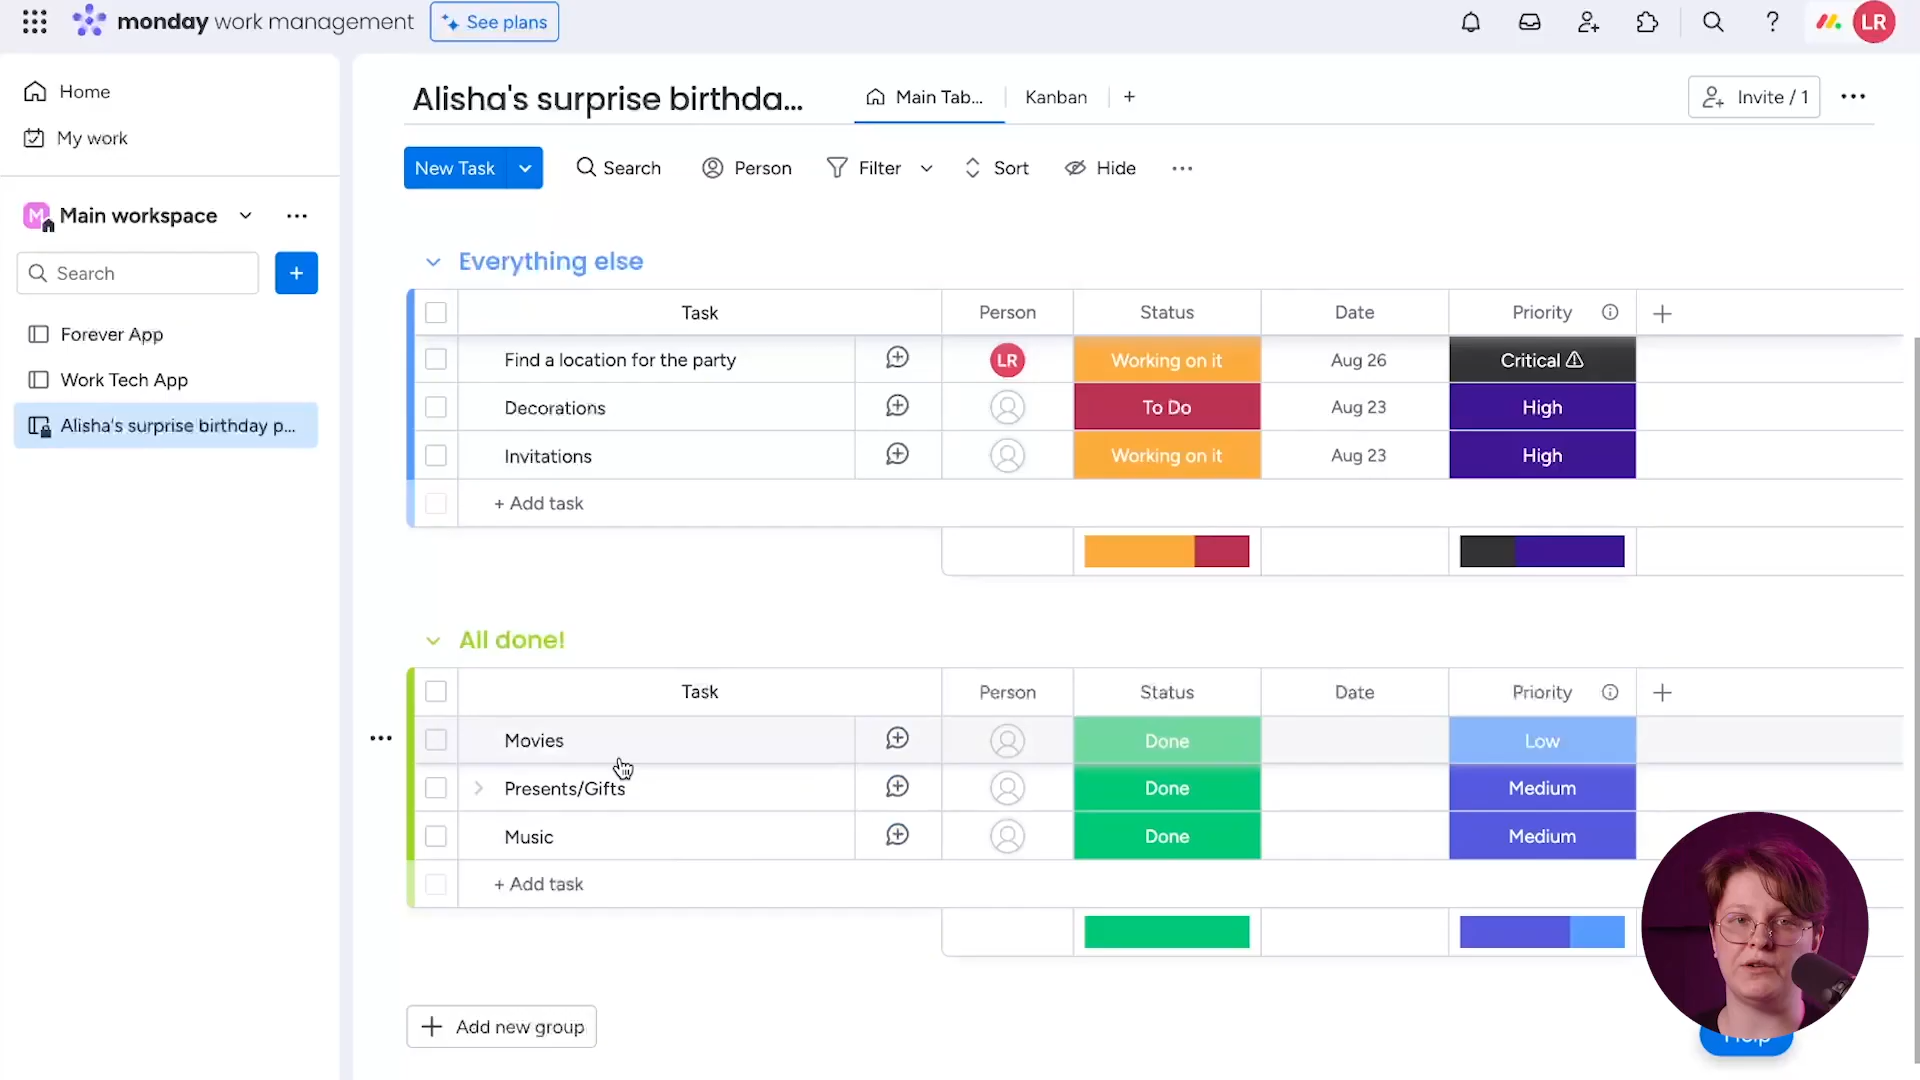 monday work management
See plans
LR
Home
My work
M
Main workspace
Search
Forever App
Work Tech App
Alisha's surprise birthday p...
Alisha's surprise birthda...
Main Tab...
Kanban
Invite / 1
New Task
Search
Person
Filter
Sort
Hide
Everything else
Task Person Status Date Priority
Find a location for the party LR Working on it Aug 26 Critical
Decorations To Do Aug 23 High
Invitations Working on it Aug 23 High
+ Add task
All done!
Task Person Status Date Priority
Movies Done Low
Presents/Gifts Done Medium
Music Done Medium
+ Add task
Add new group
Help